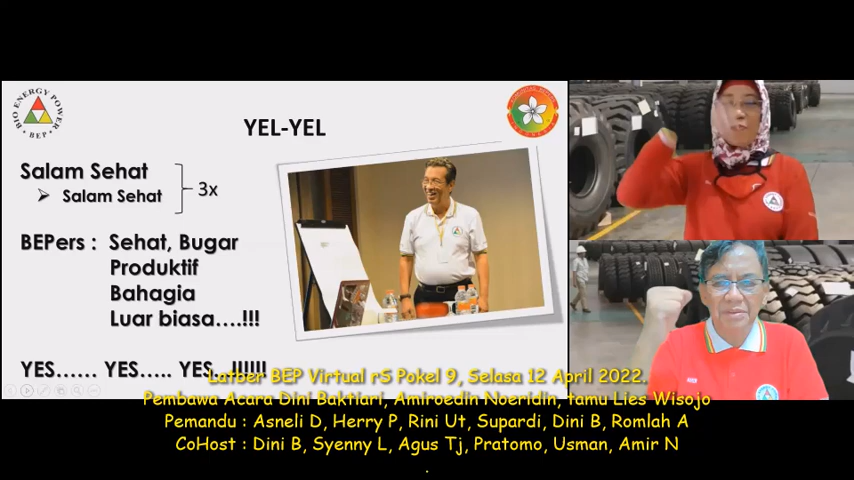 BIO ENERGY POWER
BEP
YEL-YEL
Salam Sehat
Salam Sehat
3x
BEPers : Sehat, Bugar
Produktif
Bahagia
Luar biasa....!!!
YES...... YES..... YES...!!!!!!!
Latber BEP Virtual rS Pokel 9, Selasa 12 April 2022.
Pembawa Acara Dini Baktiari, Amiroedin Noeridin, tamu Lies Wisojo
Pemandu : Asneli D, Herry P, Rini Ut, Supardi, Dini B, Romlah A
CoHost : Dini B, Syenny L, Agus Tj, Pratomo, Usman, Amir N
.